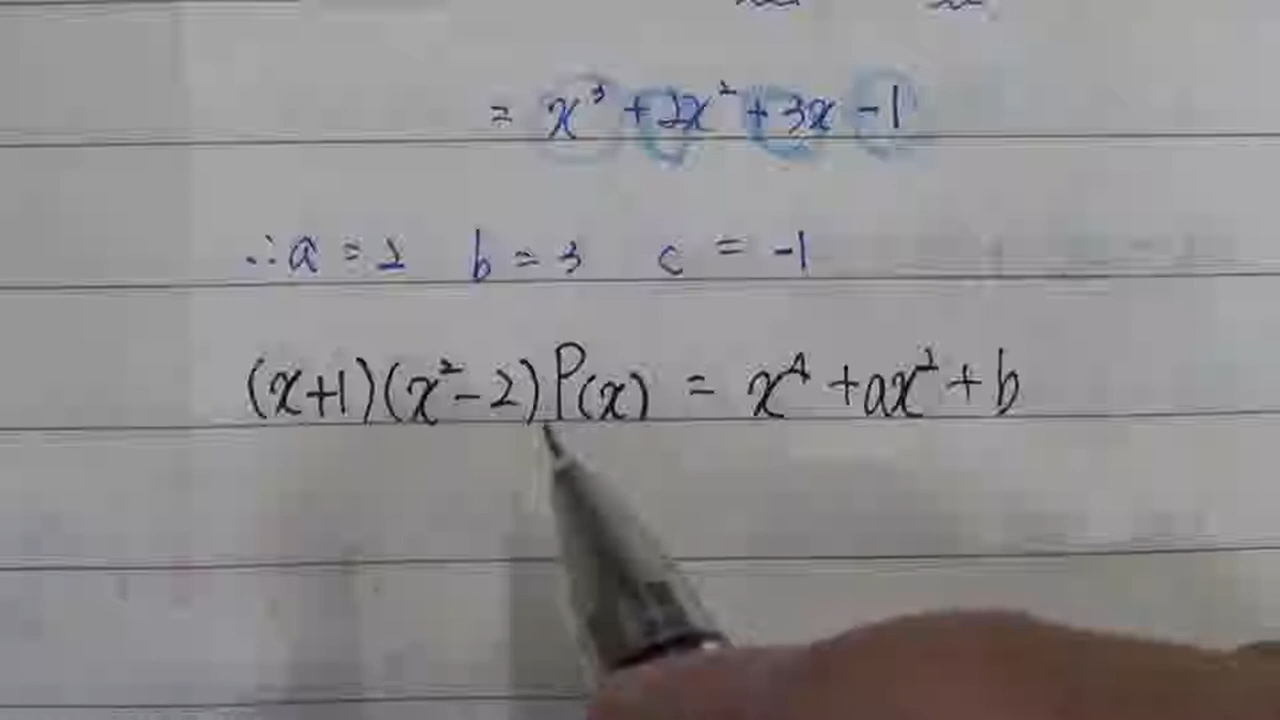 = x³ + 2x² + 3x - 1
∴ a = 2 b = 3 c = -1
(x+1)(x²-2)P(x) = x⁴ + ax² + b